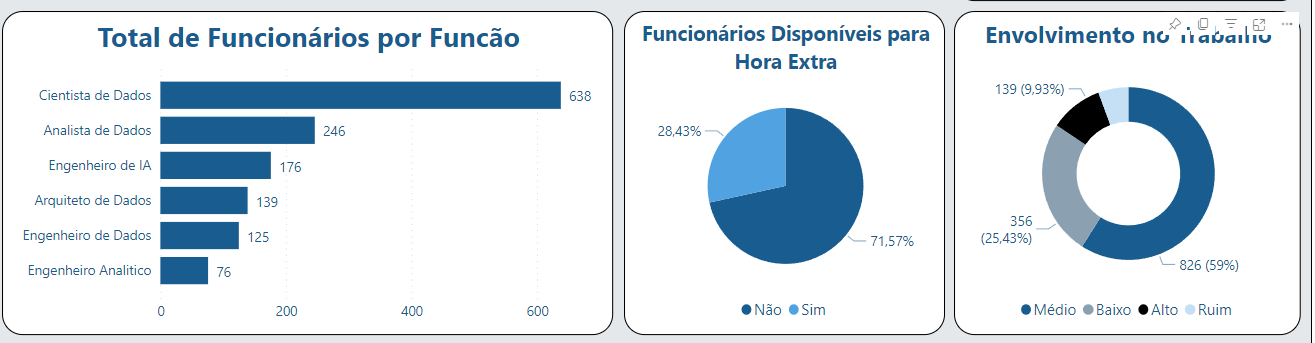 Total de Funcionários por Funcão
Cientista de Dados
638
Analista de Dados
246
Engenheiro de IA
176
Arquiteto de Dados
139
Engenheiro de Dados
125
Engenheiro Analitico
76
0 200 400 600
Funcionários Disponíveis para
Hora Extra
28,43%
71,57%
Não Sim
Envolvimento no Trabalho
139 (9,93%)
356
(25,43%)
826 (59%)
Médio Baixo Alto Ruim